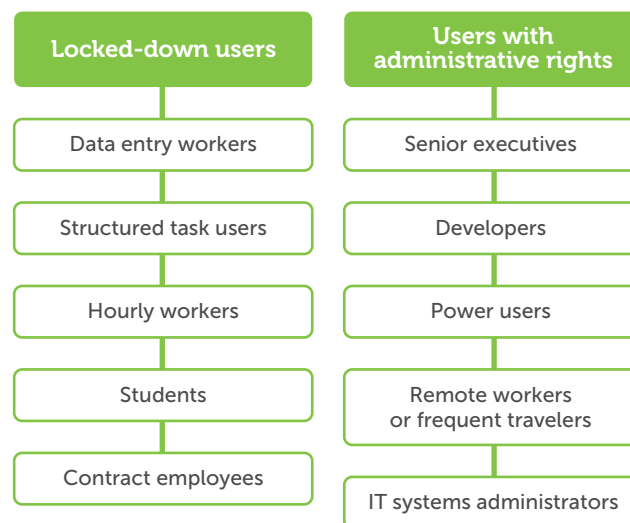 Locked-down users
Data entry workers
Structured task users
Hourly workers
Students
Contract employees
Users with
administrative rights
Senior executives
Developers
Power users
Remote workers
or frequent travelers
IT systems administrators